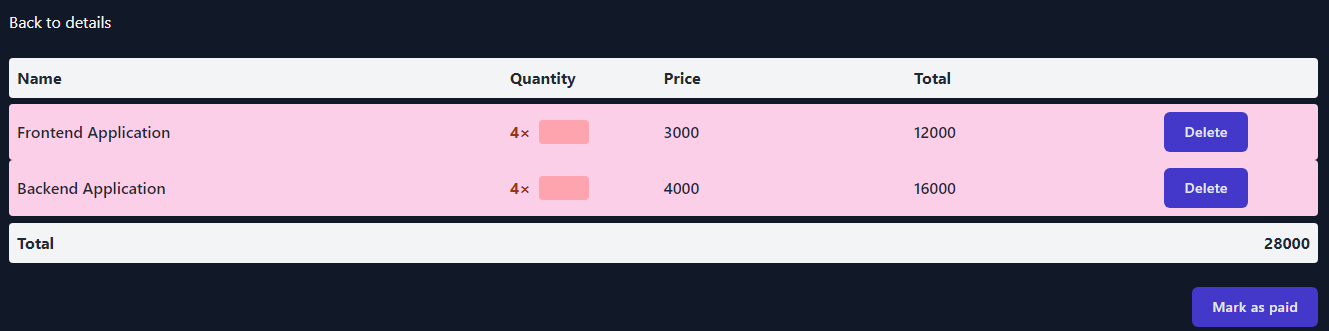 Back to details
Name Quantity Price Total
Frontend Application 4× 3000 12000 Delete
Backend Application 4× 4000 16000 Delete
Total 28000
Mark as paid